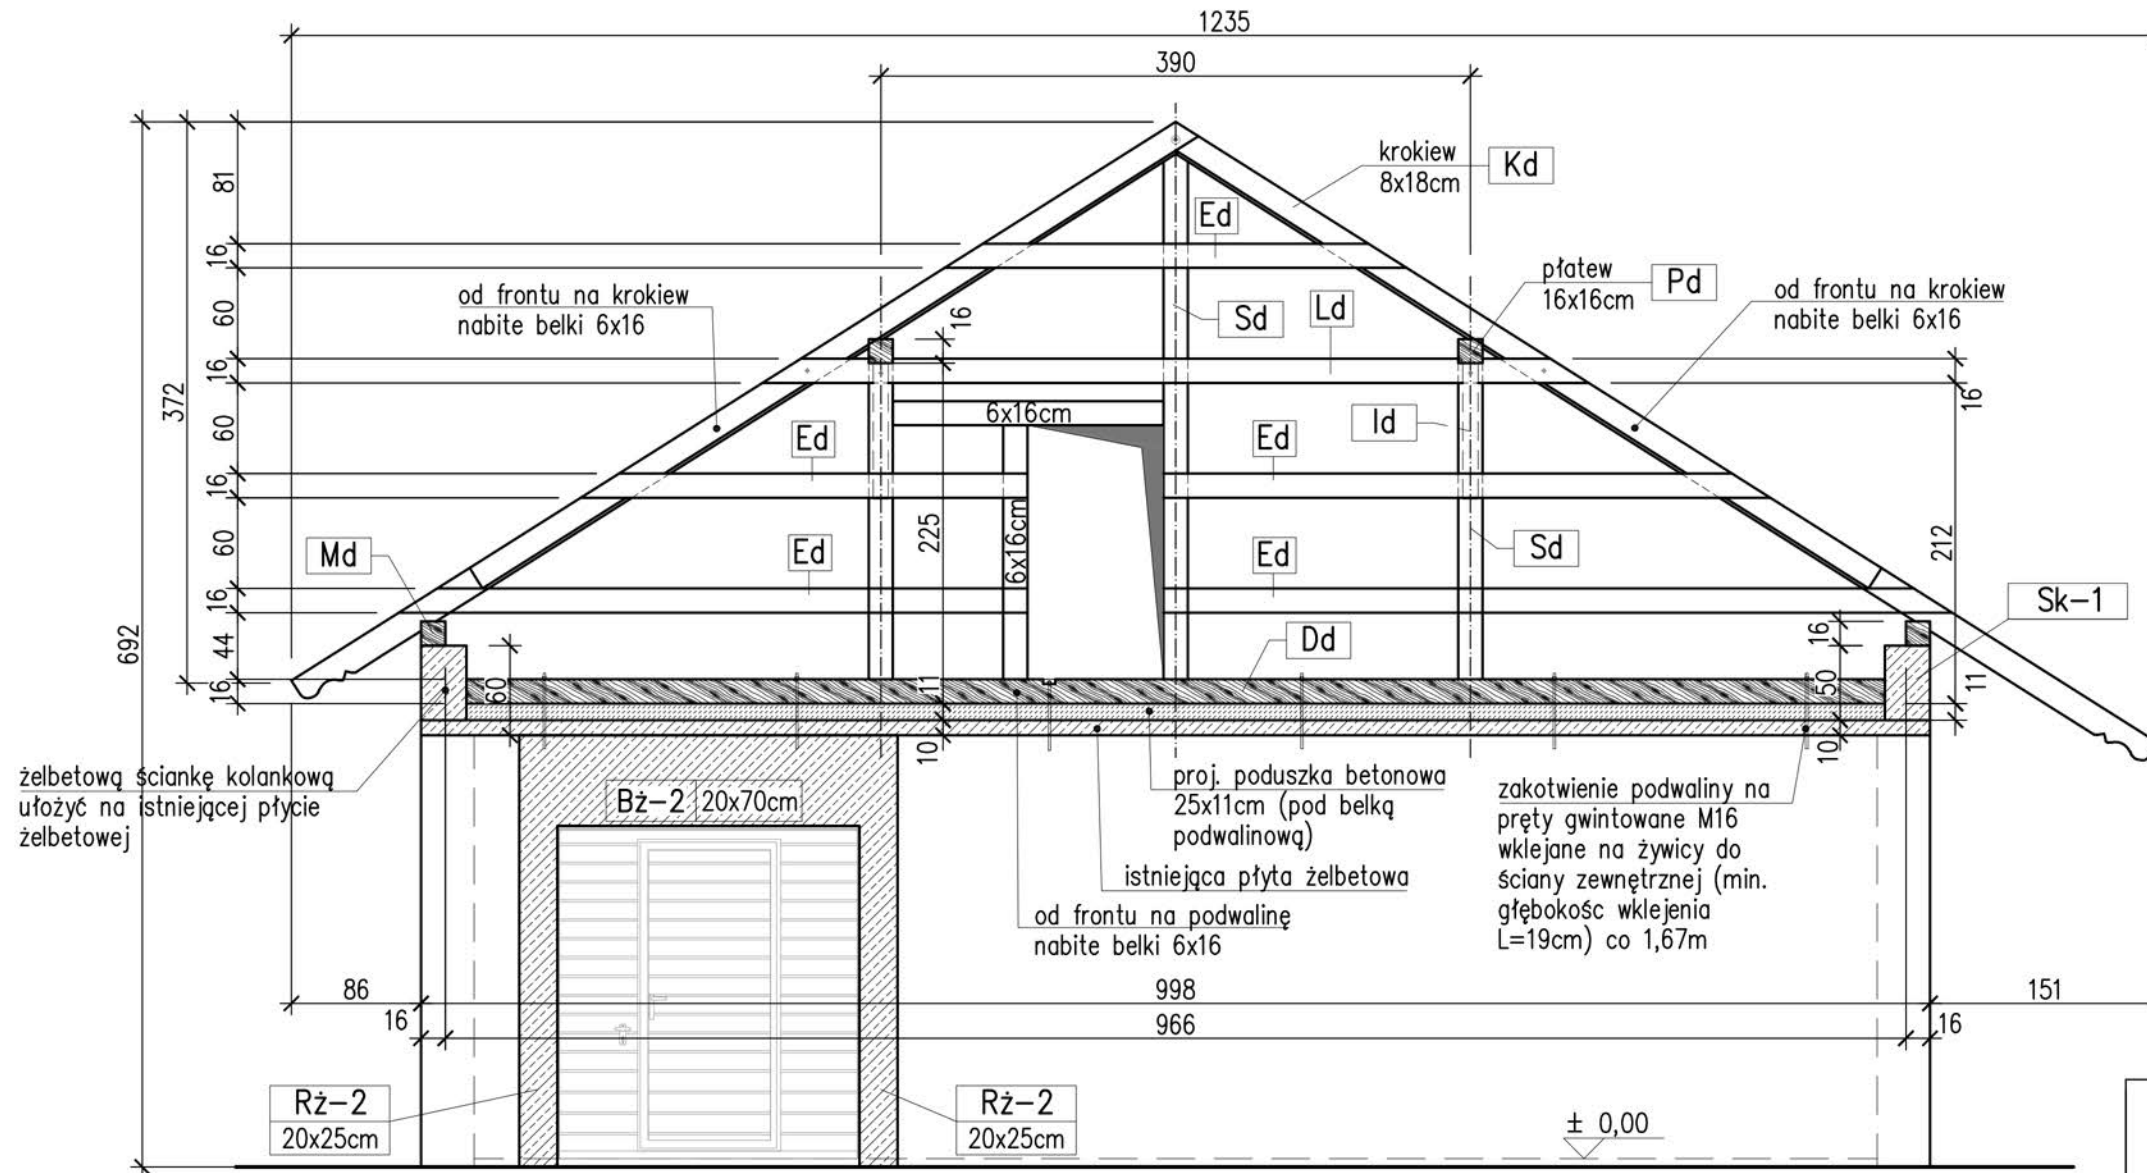 1235
390
krokiew
8x18cm
Kd
81
Ed
16
płatew
16x16cm
Pd
od frontu na krokiew
nabite belki 6x16
od frontu na krokiew
nabite belki 6x16
60
16
Sd
Ld
16
372
6x16cm
16
60
Ed
Ed
Id
16
6x16cm
60
225
Md
Ed
Ed
Sd
212
16
Sk-1
692
44
16
Dd
60
11
50
11
16
10
10
żelbetową ściankę kolankową
ułożyć na istniejącej płycie
żelbetowej
Bż-2 20x70cm
proj. poduszka betonowa
25x11cm (pod belką
podwalinową)
zakotwienie podwaliny na
pręty gwintowane M16
wklejane na żywicy do
ściany zewnętrznej (min.
głębokośc wklejenia
L=19cm) co 1,67m
istniejąca płyta żelbetowa
od frontu na podwalinę
nabite belki 6x16
86
998
151
16
966
16
Rż-2
20x25cm
Rż-2
20x25cm
± 0,00